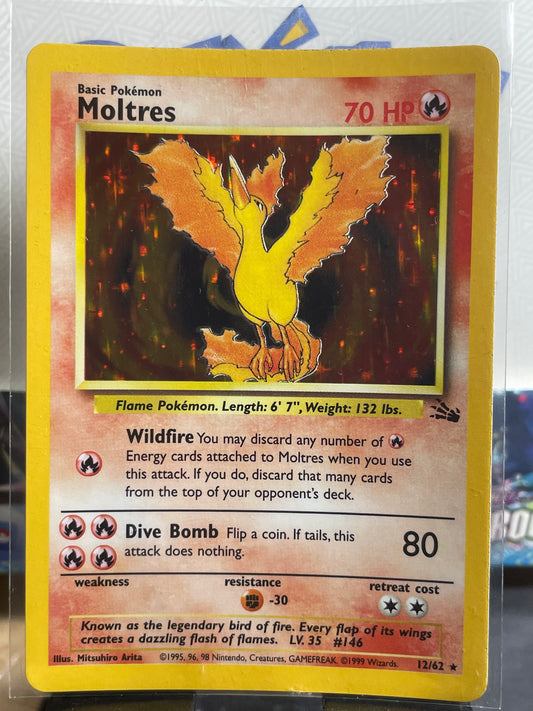 Basic Pokémon
Moltres
70 HP
Flame Pokémon. Length: 6' 7", Weight: 132 lbs.
Wildfire You may discard any number of
Energy cards attached to Moltres when you use
this attack. If you do, discard that many cards
from the top of your opponent's deck.
Dive Bomb Flip a coin. If tails, this
attack does nothing.
80
weakness
resistance
retreat cost
-30
Known as the legendary bird of fire. Every flap of its wings
creates a dazzling flash of flames. LV. 35 #146
Illus. Mitsuhiro Arita
©1995, 96, 98 Nintendo, Creatures, GAMEFREAK. ©1999 Wizards.
12/62